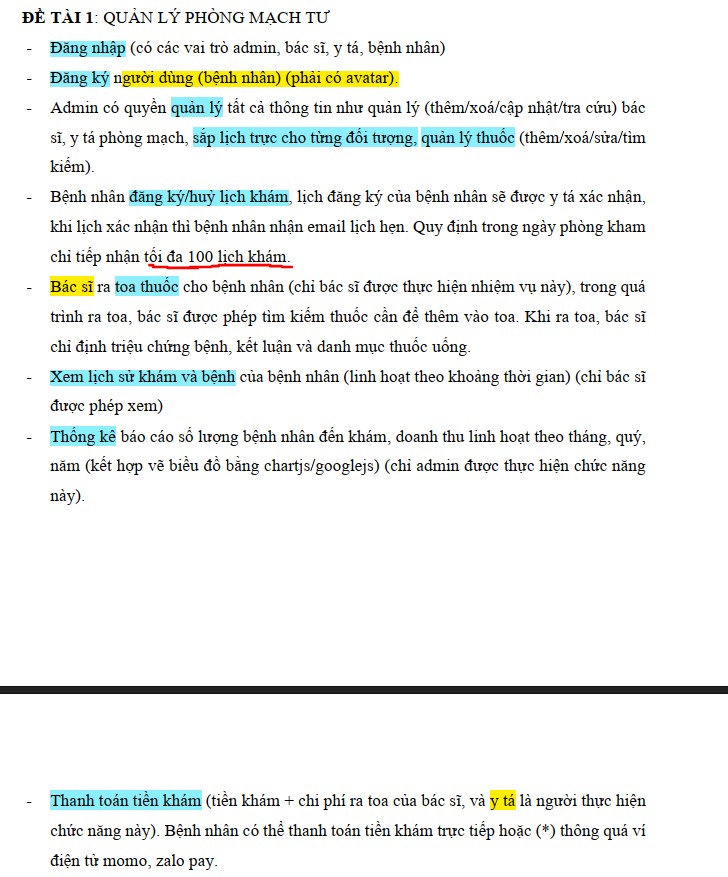 ĐỀ TÀI 1: QUẢN LÝ PHÒNG MẠCH TƯ
- Đăng nhập (có các vai trò admin, bác sĩ, y tá, bệnh nhân)
- Đăng ký người dùng (bệnh nhân) (phải có avatar).
- Admin có quyền quản lý tất cả thông tin như quản lý (thêm/xoá/cập nhật/tra cứu) bác
sĩ, y tá phòng mạch, sắp lịch trực cho từng đối tượng, quản lý thuốc (thêm/xoá/sửa/tìm
kiếm).
- Bệnh nhân đăng ký/huỷ lịch khám, lịch đăng ký của bệnh nhân sẽ được y tá xác nhận,
khi lịch xác nhận thì bệnh nhân nhận email lịch hẹn. Quy định trong ngày phòng kham
chỉ tiếp nhận tối đa 100 lịch khám.
- Bác sĩ ra toa thuốc cho bệnh nhân (chỉ bác sĩ được thực hiện nhiệm vụ này), trong quá
trình ra toa, bác sĩ được phép tìm kiếm thuốc cần để thêm vào toa. Khi ra toa, bác sĩ
chỉ định triệu chứng bệnh, kết luận và danh mục thuốc uống.
- Xem lịch sử khám và bệnh của bệnh nhân (linh hoạt theo khoảng thời gian) (chỉ bác sĩ
được phép xem)
- Thống kê báo cáo số lượng bệnh nhân đến khám, doanh thu linh hoạt theo tháng, quý,
năm (kết hợp vẽ biểu đồ bằng chartjs/googlejs) (chỉ admin được thực hiện chức năng
này).
- Thanh toán tiền khám (tiền khám + chi phí ra toa của bác sĩ, và y tá là người thực hiện
chức năng này). Bệnh nhân có thể thanh toán tiền khám trực tiếp hoặc (*) thông quá ví
điện tử momo, zalo pay.